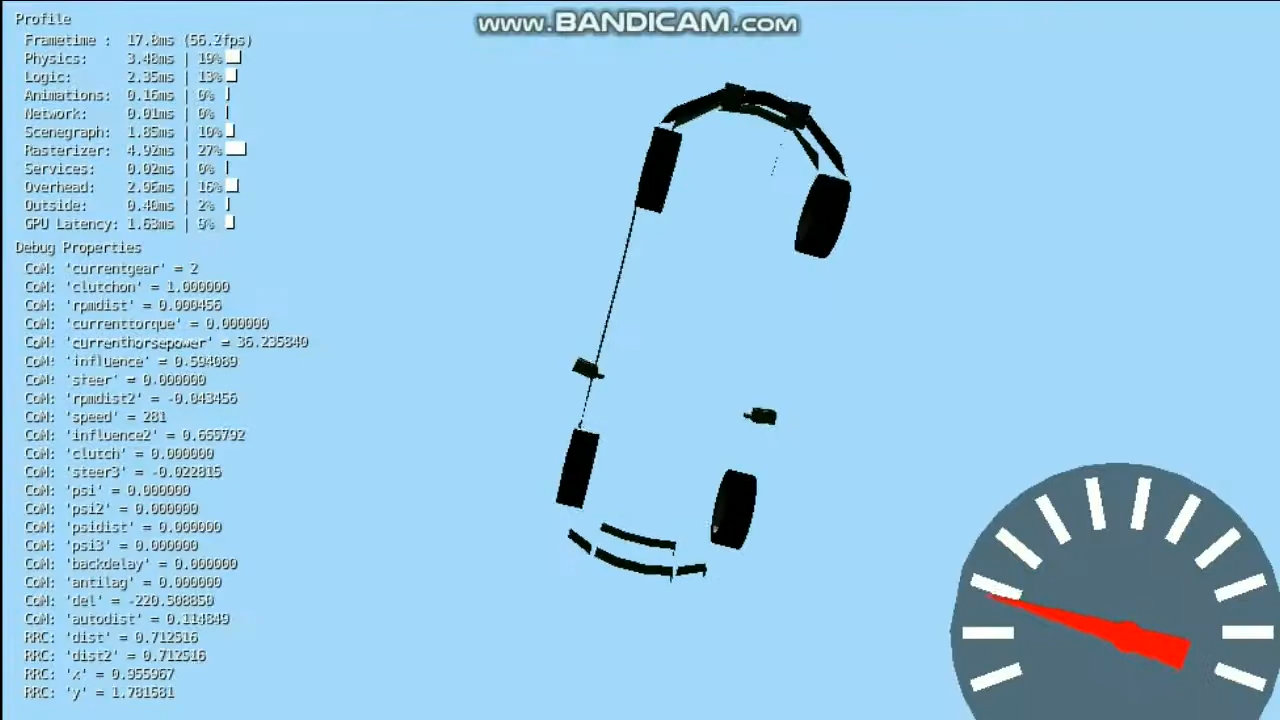 www.BANDICAM.com
Profile
Frametime : 17.8ms (56.2fps)
Physics: 3.48ms | 19%
Logic: 2.35ms | 13%
Animations: 0.16ms | 0%
Network: 0.01ms | 0%
Scenegraph: 1.85ms | 10%
Rasterizer: 4.92ms | 27%
Services: 0.02ms | 0%
Overhead: 2.96ms | 16%
Outside: 0.40ms | 2%
GPU Latency: 1.63ms | 9%
Debug Properties
CoM: 'currentgear' = 2
CoM: 'clutchon' = 1.000000
CoM: 'rpmdist' = 0.000456
CoM: 'currenttorque' = 0.000000
CoM: 'currenthorsepower' = 36.235840
CoM: 'influence' = 0.594089
CoM: 'steer' = 0.000000
CoM: 'rpmdist2' = -0.043456
CoM: 'speed' = 281
CoM: 'influence2' = 0.665792
CoM: 'clutch' = 0.000000
CoM: 'steer3' = -0.022815
CoM: 'psi' = 0.000000
CoM: 'psi2' = 0.000000
CoM: 'psidist' = 0.000000
CoM: 'psi3' = 0.000000
CoM: 'backdelay' = 0.000000
CoM: 'antilag' = 0.000000
CoM: 'del' = -220.508850
CoM: 'autodist' = 0.114849
RRC: 'dist' = 0.712516
RRC: 'dist2' = 0.712516
RRC: 'x' = 0.955967
RRC: 'y' = 1.781581